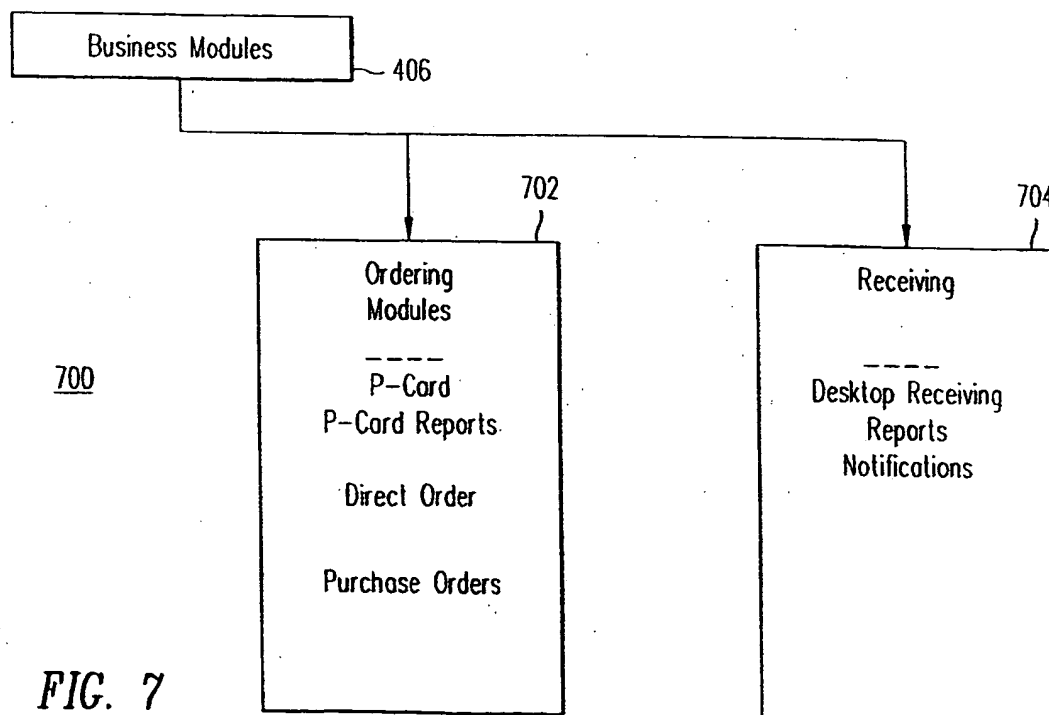 Business Modules
406
702
704
Ordering
Modules
----
P-Card
P-Card Reports
Direct Order
Purchase Orders
Receiving
----
Desktop Receiving
Reports
Notifications
700
FIG. 7